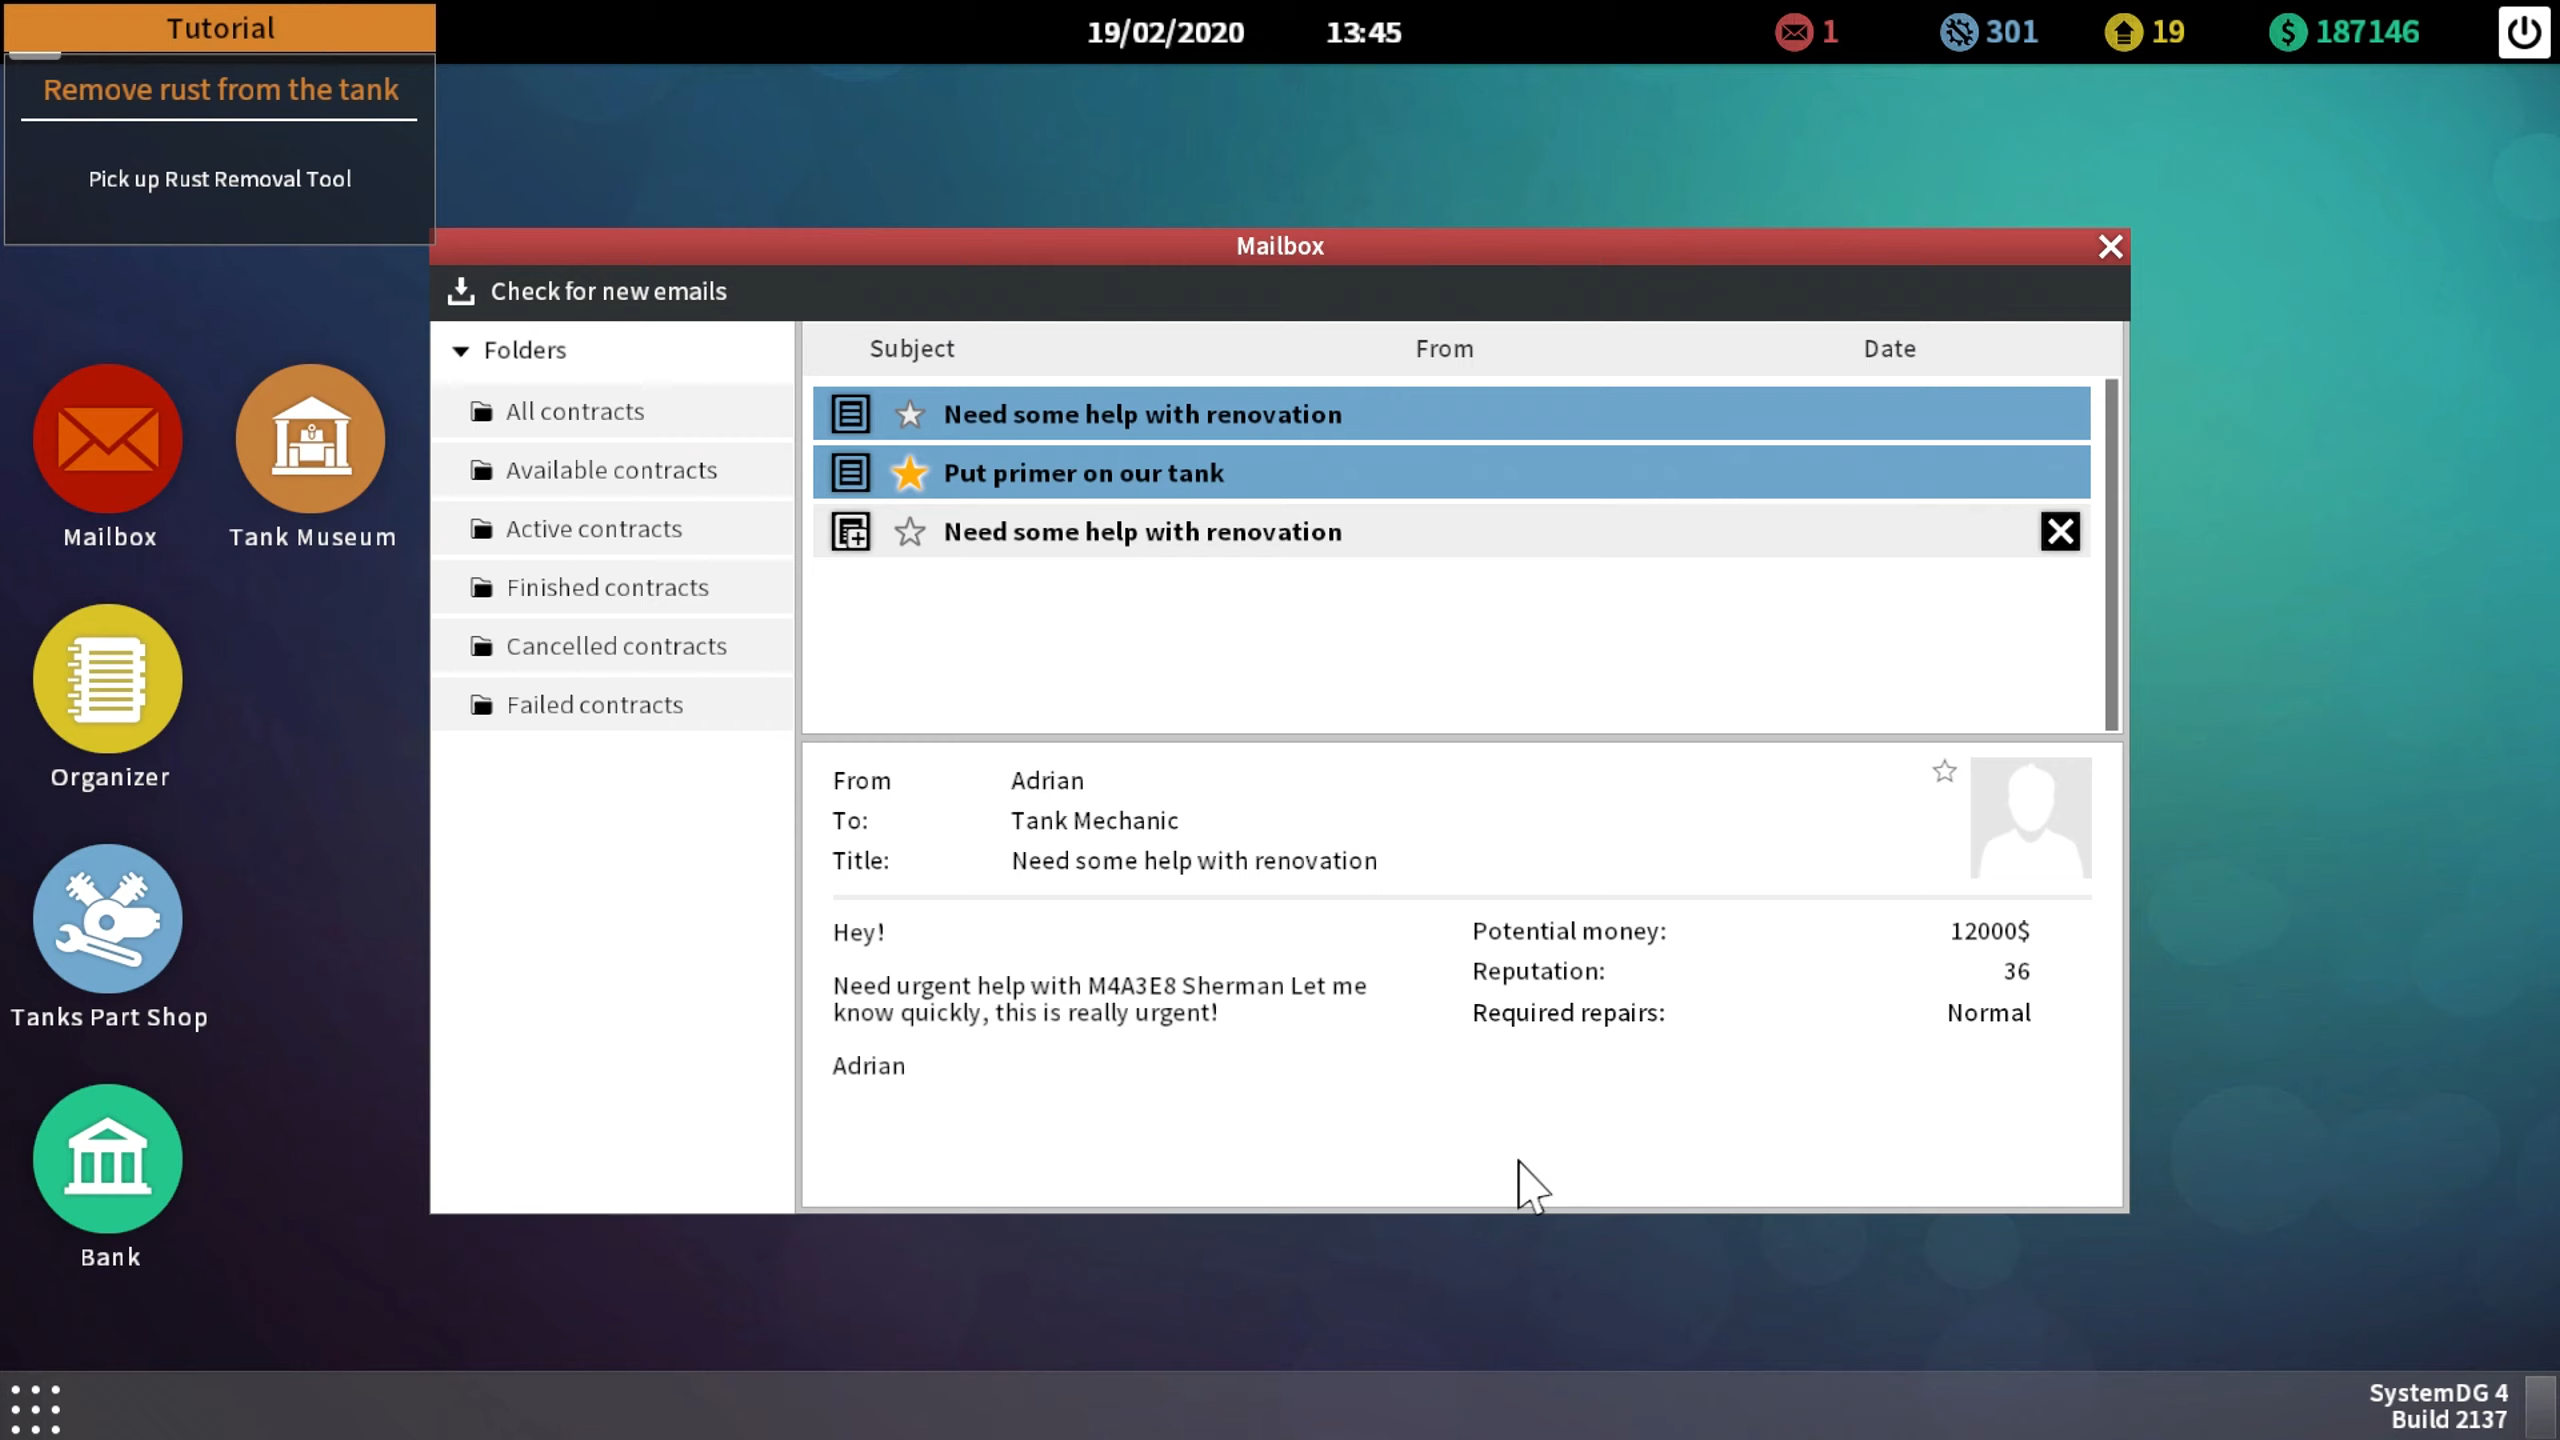 Tutorial
19/02/2020
13:45
1
301
19
187146
Remove rust from the tank
Pick up Rust Removal Tool
Mailbox
Check for new emails
Folders
All contracts
Available contracts
Active contracts
Finished contracts
Cancelled contracts
Failed contracts
Subject
From
Date
Need some help with renovation
Put primer on our tank
Need some help with renovation
From
Adrian
To:
Tank Mechanic
Title:
Need some help with renovation
Hey!
Need urgent help with M4A3E8 Sherman Let me
know quickly, this is really urgent!
Adrian
Potential money:
12000$
Reputation:
36
Required repairs:
Normal
Mailbox
Tank Museum
Organizer
Tanks Part Shop
Bank
SystemDG 4
Build 2137